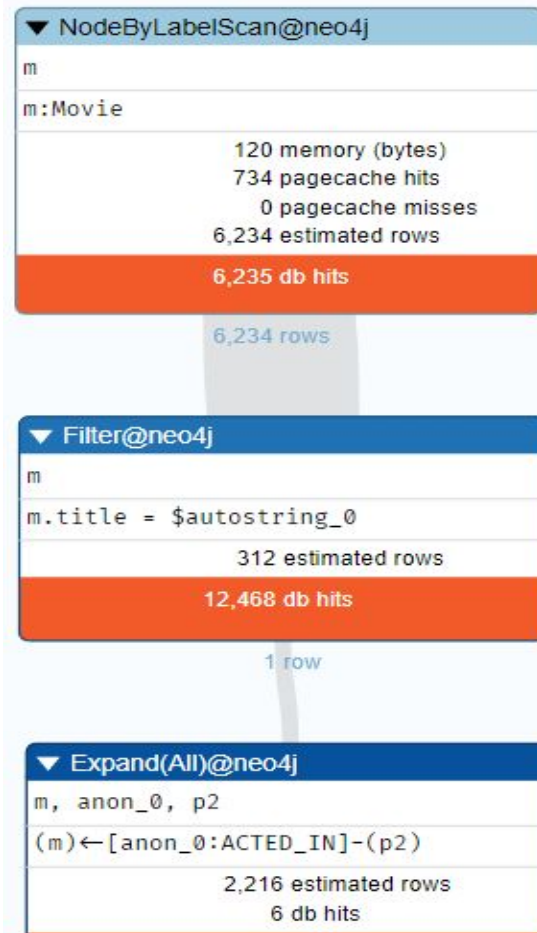 ▼ NodeByLabelScan@neo4j
m
m:Movie
120 memory (bytes)
734 pagecache hits
0 pagecache misses
6,234 estimated rows
6,235 db hits
6,234 rows
▼ Filter@neo4j
m
m.title = $autostring_0
312 estimated rows
12,468 db hits
1 row
▼ Expand(All)@neo4j
m, anon_0, p2
(m)←[anon_0:ACTED_IN]-(p2)
2,216 estimated rows
6 db hits